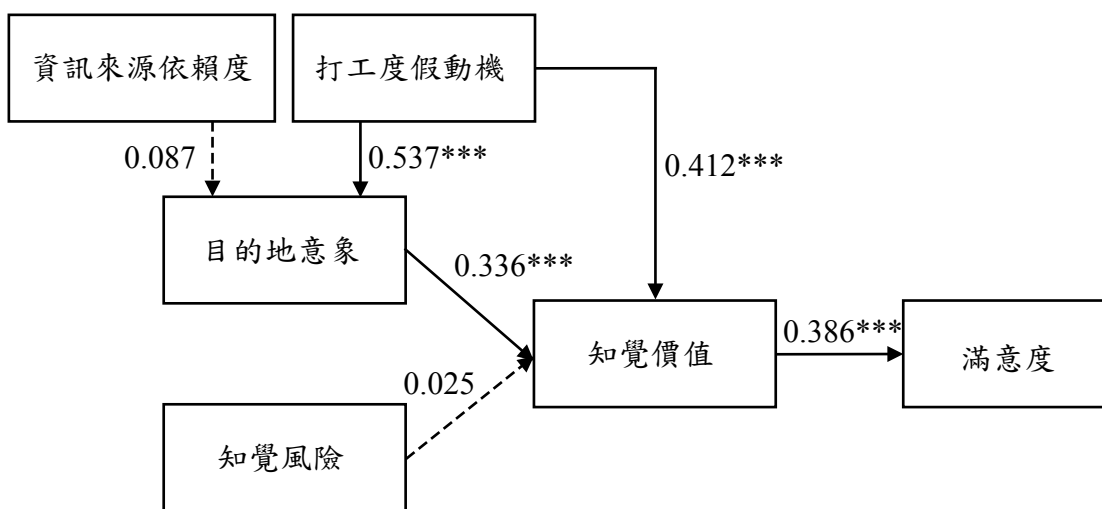 資訊來源依賴度
打工度假動機
0.087
0.537***
0.412***
目的地意象
0.336***
知覺價值
0.386***
滿意度
0.025
知覺風險